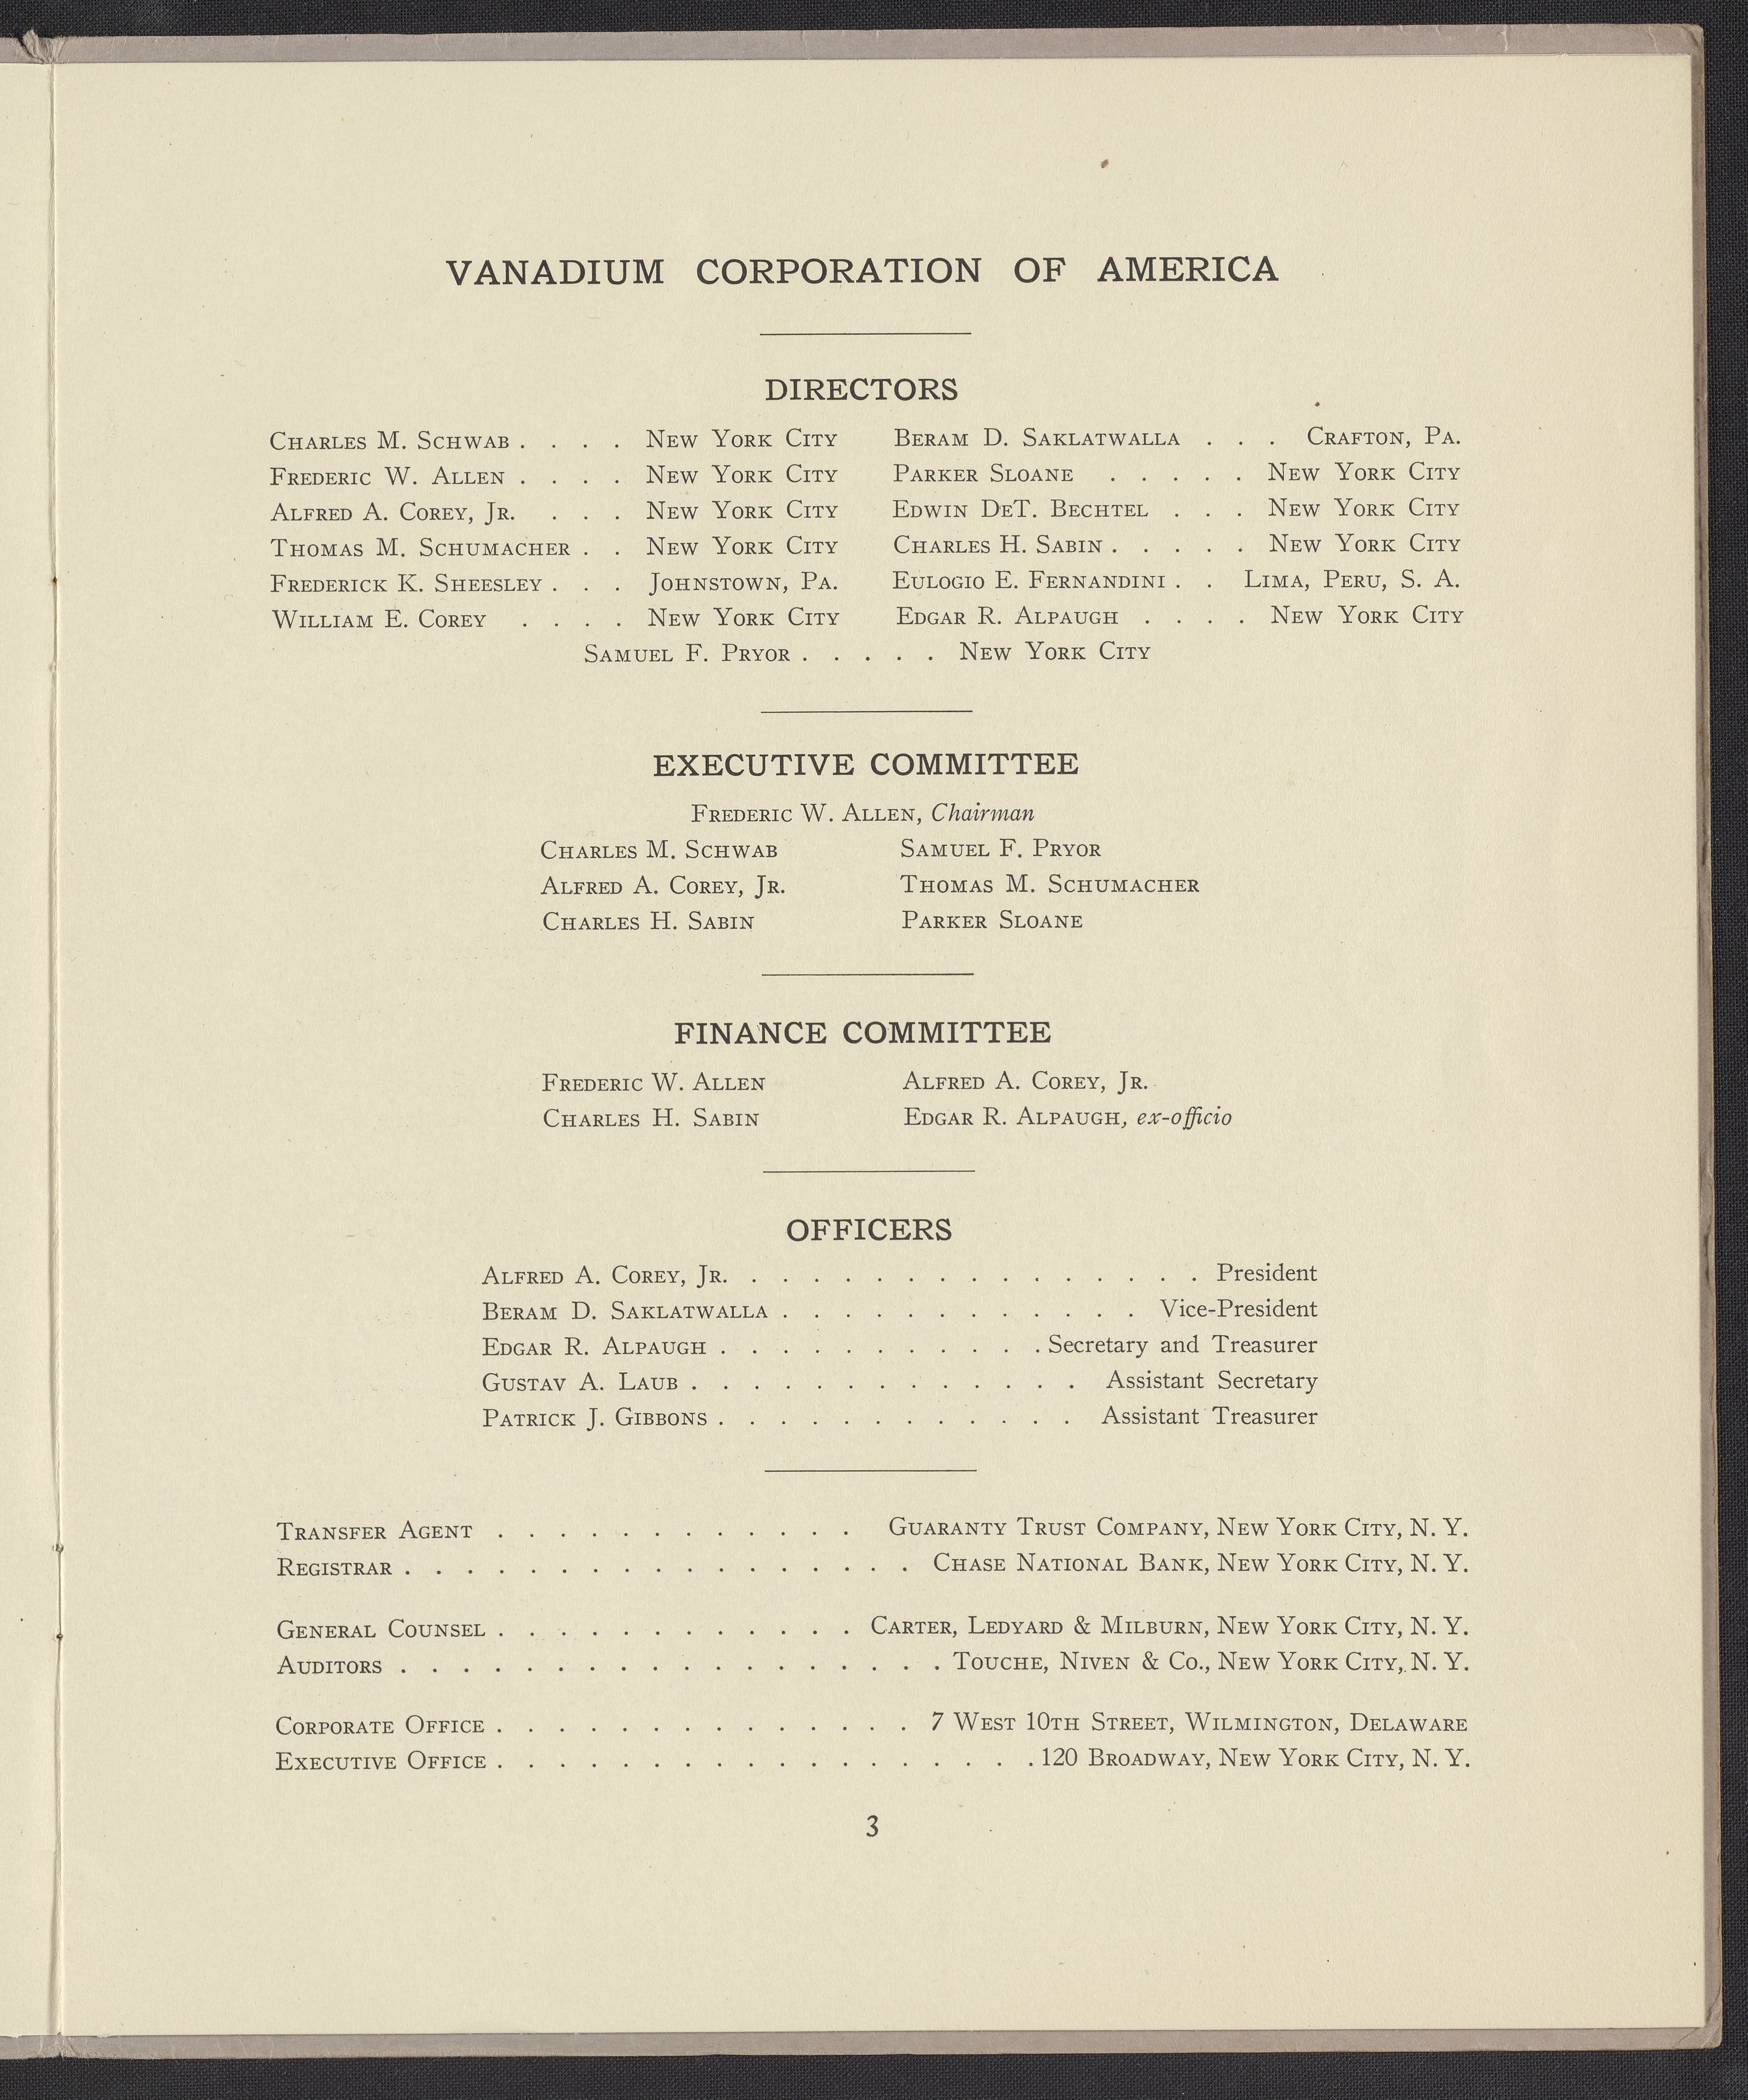 VANADIUM CORPORATION OF AMERICA
DIRECTORS
CHARLES M. SCHWAB . . . . NEW YORK CITY BERAM D. SAKLATWALLA . . . CRAFTON, PA.
FREDERIC W. ALLEN . . . . NEW YORK CITY PARKER SLOANE . . . . . NEW YORK CITY
ALFRED A. COREY, JR. . . . NEW YORK CITY EDWIN DET. BECHTEL . . . NEW YORK CITY
THOMAS M. SCHUMACHER . . NEW YORK CITY CHARLES H. SABIN . . . . . NEW YORK CITY
FREDERICK K. SHEESLEY . . . JOHNSTOWN, PA. EULOGIO E. FERNANDINI . . LIMA, PERU, S. A.
WILLIAM E. COREY . . . . NEW YORK CITY EDGAR R. ALPAUGH . . . . NEW YORK CITY
SAMUEL F. PRYOR . . . . . NEW YORK CITY
EXECUTIVE COMMITTEE
FREDERIC W. ALLEN, Chairman
CHARLES M. SCHWAB SAMUEL F. PRYOR
ALFRED A. COREY, JR. THOMAS M. SCHUMACHER
CHARLES H. SABIN PARKER SLOANE
FINANCE COMMITTEE
FREDERIC W. ALLEN ALFRED A. COREY, JR.
CHARLES H. SABIN EDGAR R. ALPAUGH, ex-officio
OFFICERS
ALFRED A. COREY, JR. . . . . . . . . . . . . . . . President
BERAM D. SAKLATWALLA . . . . . . . . . . . . Vice-President
EDGAR R. ALPAUGH . . . . . . . . . . . Secretary and Treasurer
GUSTAV A. LAUB . . . . . . . . . . . . . Assistant Secretary
PATRICK J. GIBBONS . . . . . . . . . . . . Assistant Treasurer
TRANSFER AGENT . . . . . . . . . . . . GUARANTY TRUST COMPANY, NEW YORK CITY, N. Y.
REGISTRAR . . . . . . . . . . . . . . . . . CHASE NATIONAL BANK, NEW YORK CITY, N. Y.
GENERAL COUNSEL . . . . . . . . . . . . CARTER, LEDYARD & MILBURN, NEW YORK CITY, N. Y.
AUDITORS . . . . . . . . . . . . . . . . . . TOUCHE, NIVEN & CO., NEW YORK CITY, N. Y.
CORPORATE OFFICE . . . . . . . . . . . . . . 7 WEST 10TH STREET, WILMINGTON, DELAWARE
EXECUTIVE OFFICE . . . . . . . . . . . . . . . . . . 120 BROADWAY, NEW YORK CITY, N. Y.
3